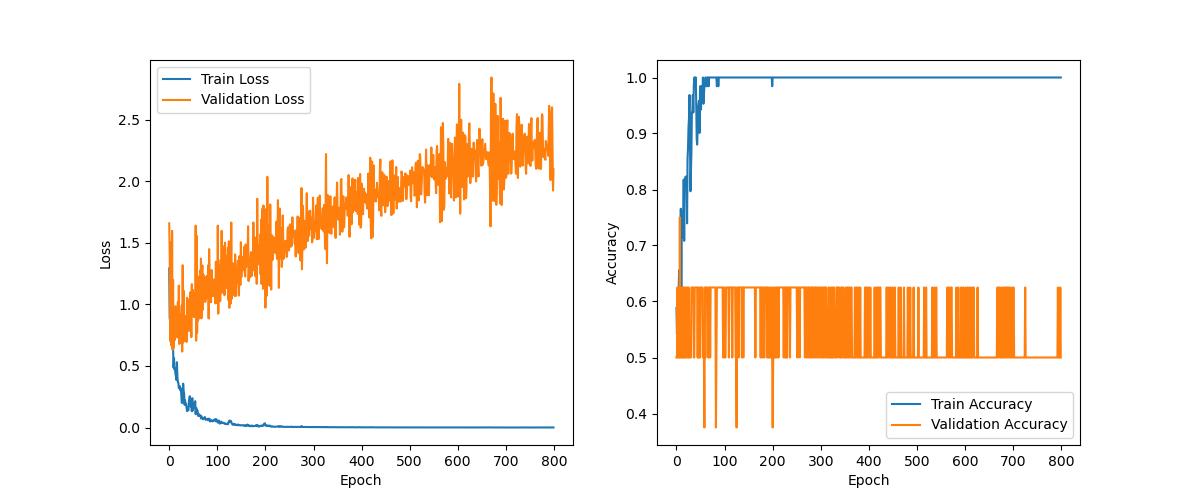 Train Loss
Validation Loss
2.5
2.0
1.5
1.0
0.5
0.0
Loss
0 100 200 300 400 500 600 700 800
Epoch
1.0
0.9
0.8
0.7
0.6
0.5
0.4
Accuracy
Train Accuracy
Validation Accuracy
0 100 200 300 400 500 600 700 800
Epoch